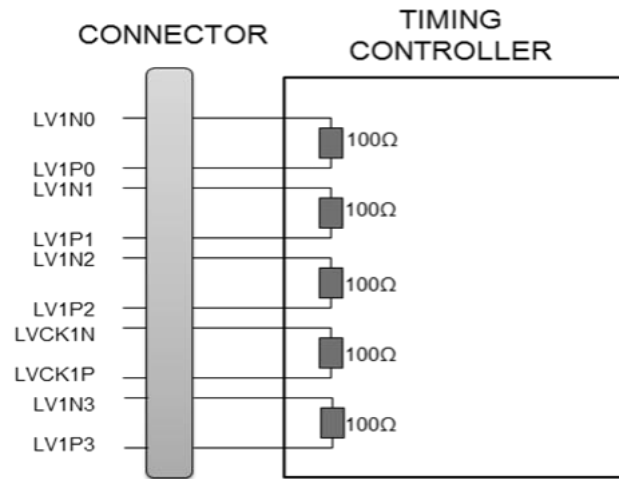 CONNECTOR
TIMING
CONTROLLER
LV1N0
100Ω
LV1P0
LV1N1
100Ω
LV1P1
LV1N2
100Ω
LV1P2
LVCK1N
100Ω
LVCK1P
LV1N3
100Ω
LV1P3